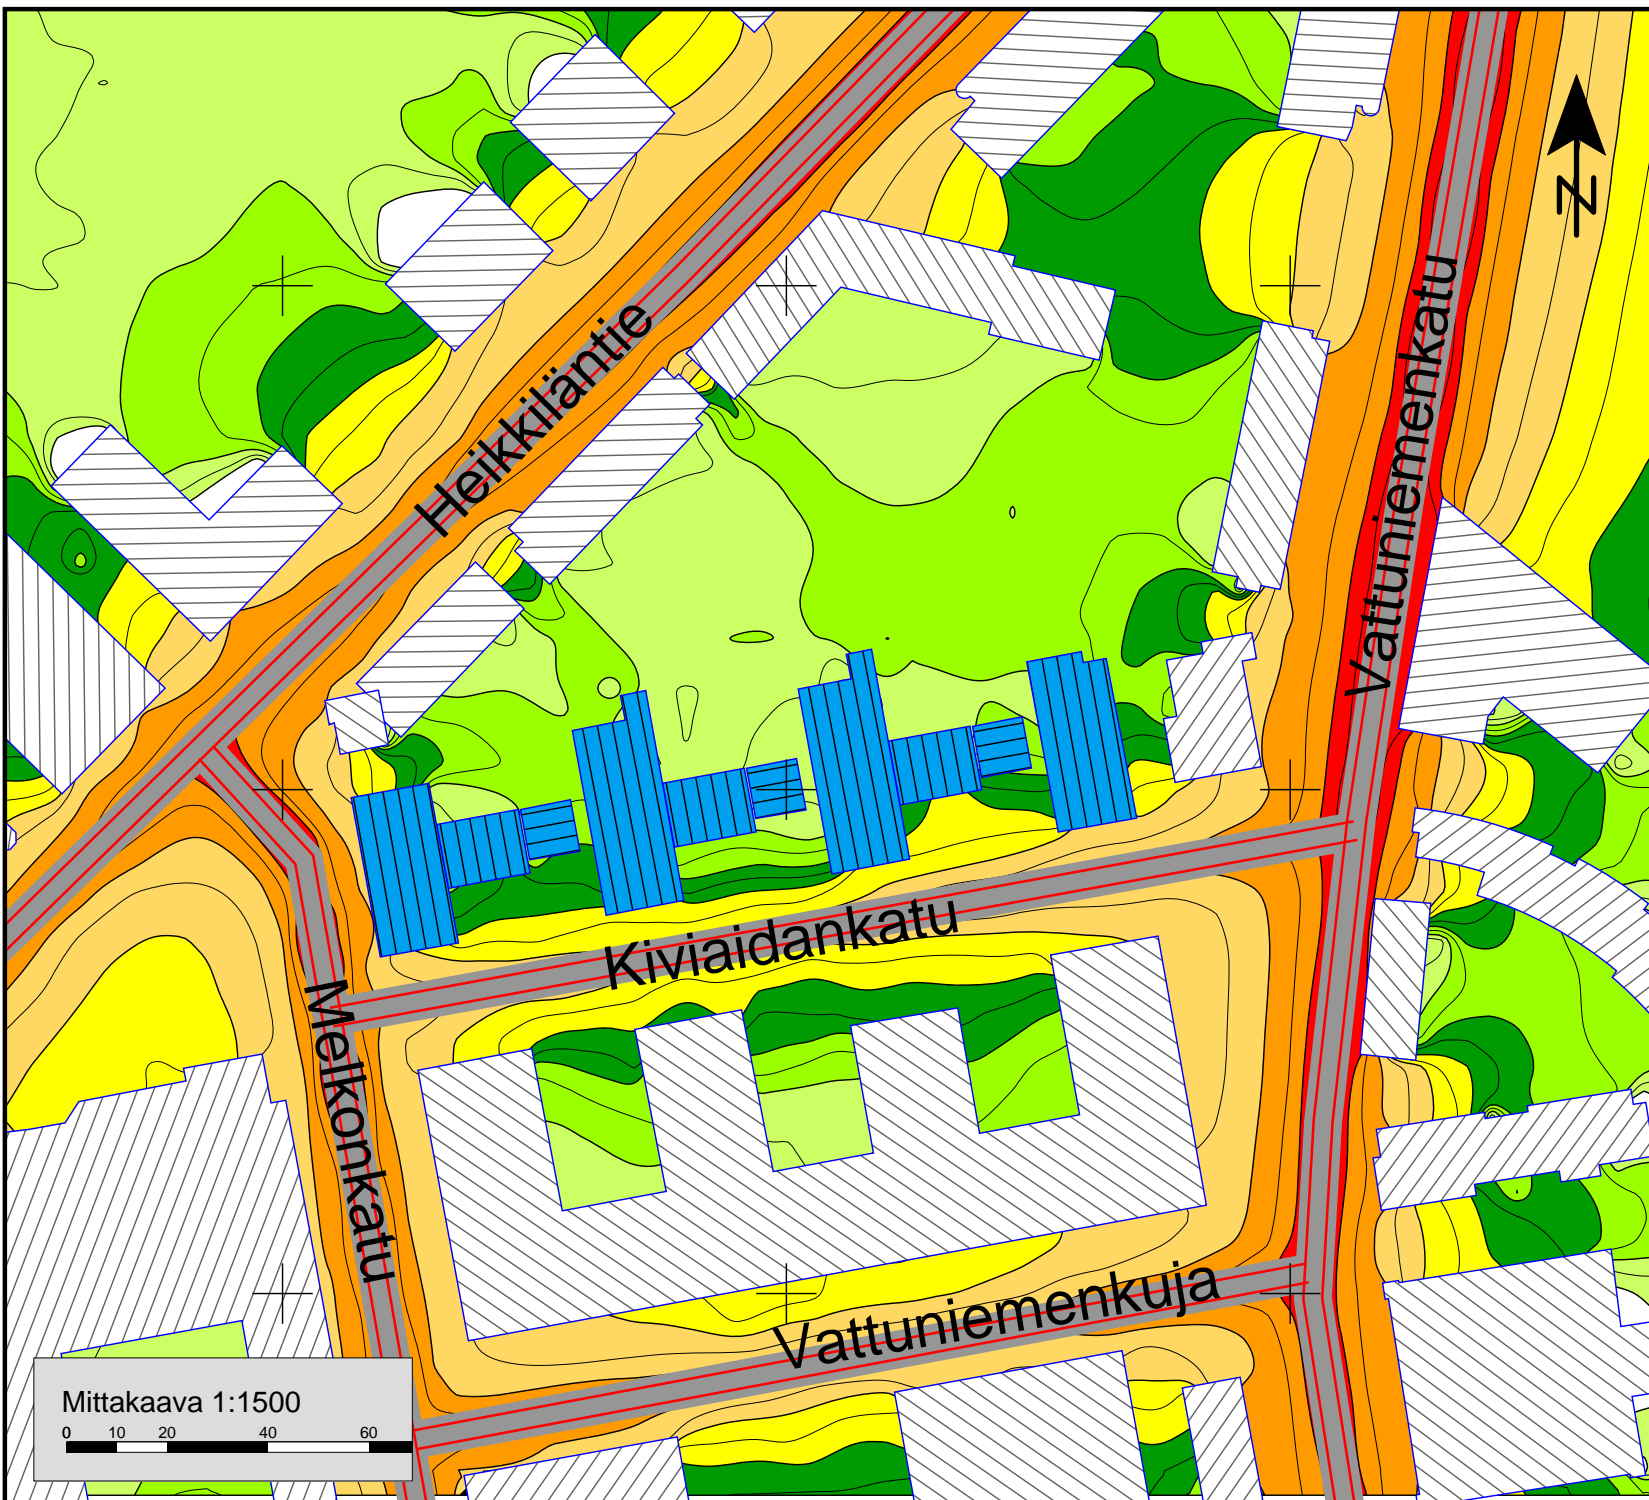 N
Heikkiläntie
Vattuniemenkatu
Kiviaidankatu
Melkonkatu
Vattuniemenkuja
Mittakaava 1:1500
0 10 20 40 60